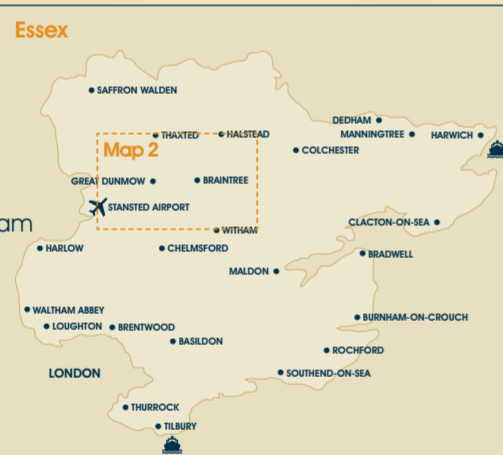 Essex
SAFFRON WALDEN
DEDHAM
THAXTED
HALSTEAD
MANNINGTREE
HARWICH
Map 2
COLCHESTER
GREAT DUNMOW
BRAINTREE
STANSTED AIRPORT
am
WITHAM
CLACTON-ON-SEA
HARLOW
CHELMSFORD
BRADWELL
MALDON
WALTHAM ABBEY
BURNHAM-ON-CROUCH
LOUGHTON
BRENTWOOD
BASILDON
ROCHFORD
LONDON
SOUTHEND-ON-SEA
THURROCK
TILBURY